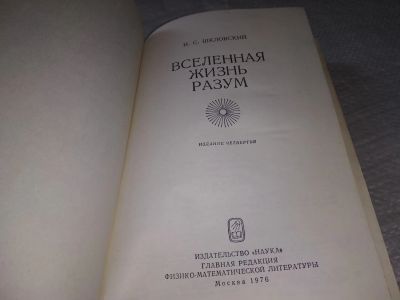 И. С. ШКЛОВСКИЙ
ВСЕЛЕННАЯ
ЖИЗНЬ
РАЗУМ
ИЗДАНИЕ ЧЕТВЕРТОЕ
ИЗДАТЕЛЬСТВО «НАУКА»
ГЛАВНАЯ РЕДАКЦИЯ
ФИЗИКО-МАТЕМАТИЧЕСКОЙ ЛИТЕРАТУРЫ
Москва 1976